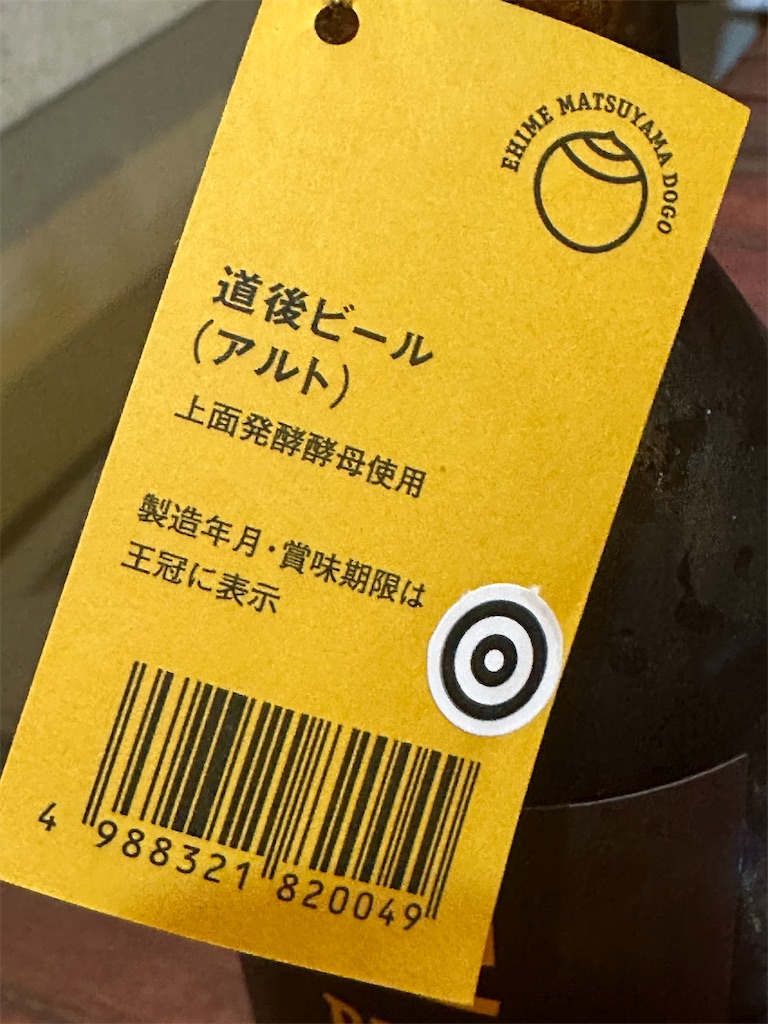 EHIME MATSUYAMA DOGO
道後ビール
(アルト)
上面発酵酵母使用
製造年月・賞味期限は
王冠に表示
4 988321 820049